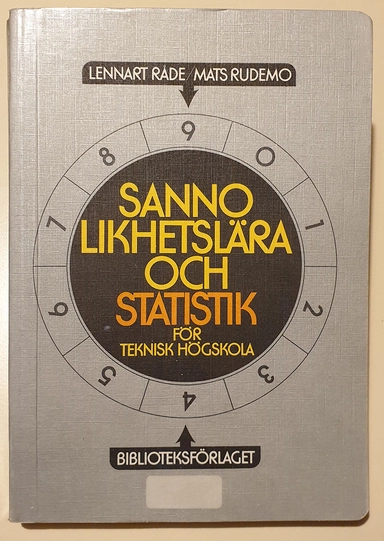 LENNART RÅDE/MATS RUDEMO
9
0
1
2
3
4
5
6
7
8
SANNO
LIKHETSLÄRA
OCH
STATISTIK
FÖR
TEKNISK HÖGSKOLA
BIBLIOTEKSFÖRLAGET